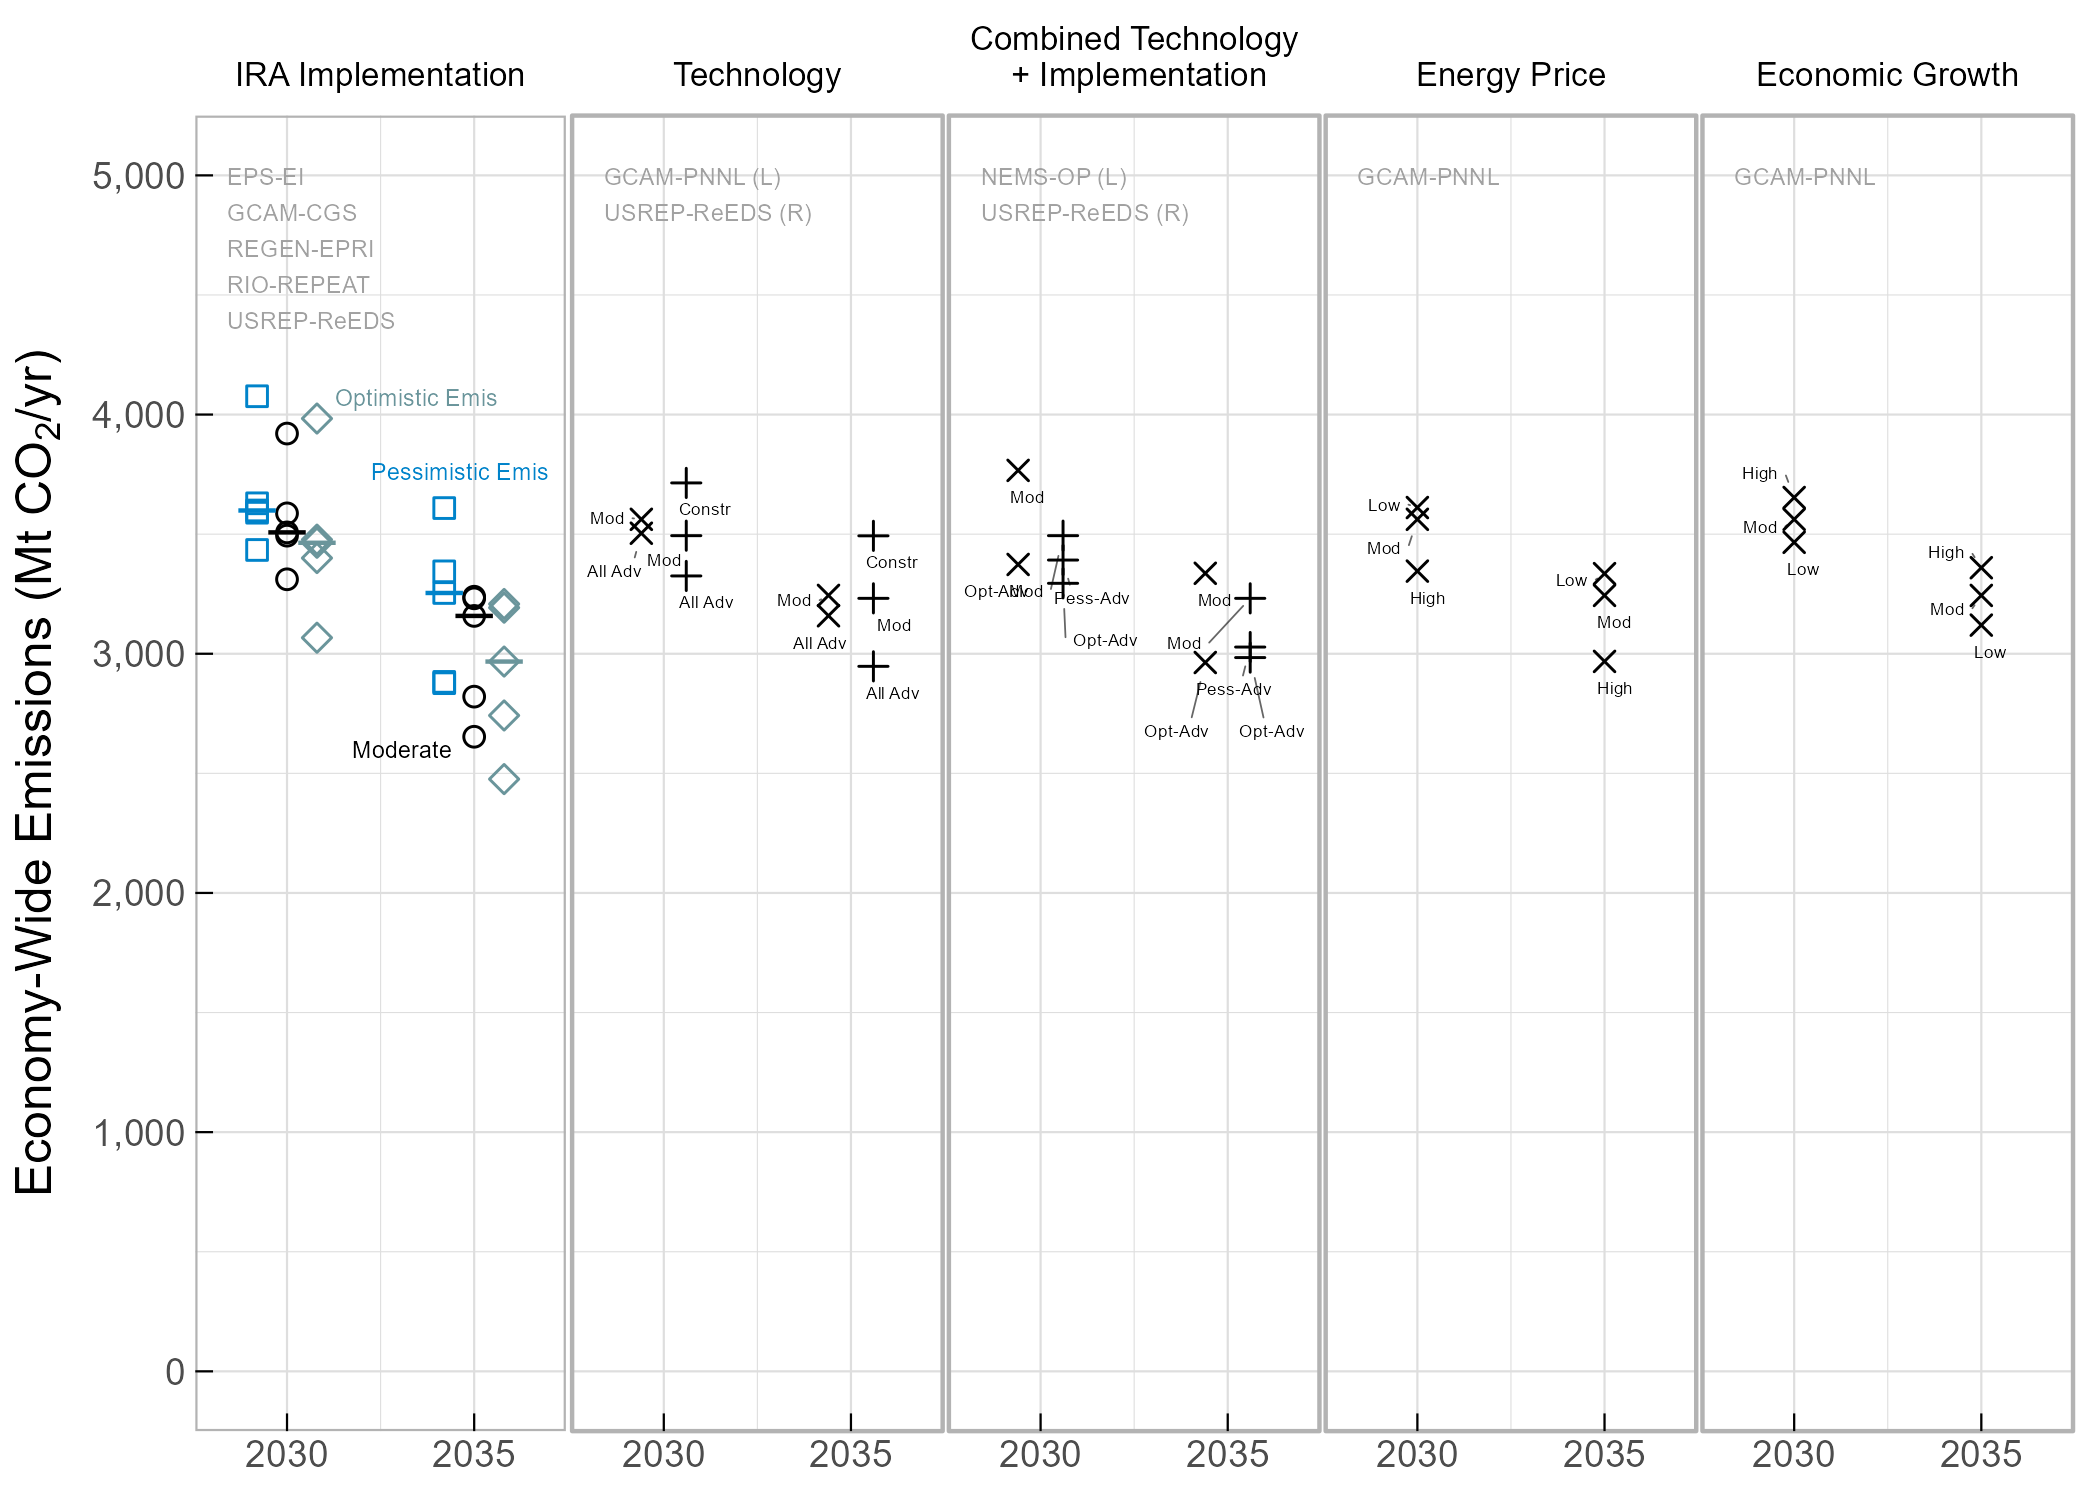 Combined Technology
IRA Implementation
Technology
+ Implementation
Energy Price
Economic Growth
Economy-Wide Emissions (Mt CO₂/yr)
5,000
4,000
3,000
2,000
1,000
0
EPS-EI
GCAM-CGS
REGEN-EPRI
RIO-REPEAT
USREP-ReEDS
Optimistic Emis
Pessimistic Emis
Moderate
2030
2035
GCAM-PNNL (L)
USREP-ReEDS (R)
Constr
Mod
Mod
All Adv
All Adv
Constr
Mod
Mod
All Adv
All Adv
2030
2035
NEMS-OP (L)
USREP-ReEDS (R)
Mod
Opt-Adv
Mod
Pess-Adv
Opt-Adv
Mod
Mod
Pess-Adv
Opt-Adv
Opt-Adv
2030
2035
GCAM-PNNL
Low
Mod
High
Low
Mod
High
2030
2035
GCAM-PNNL
High
Mod
Low
High
Mod
Low
2030
2035